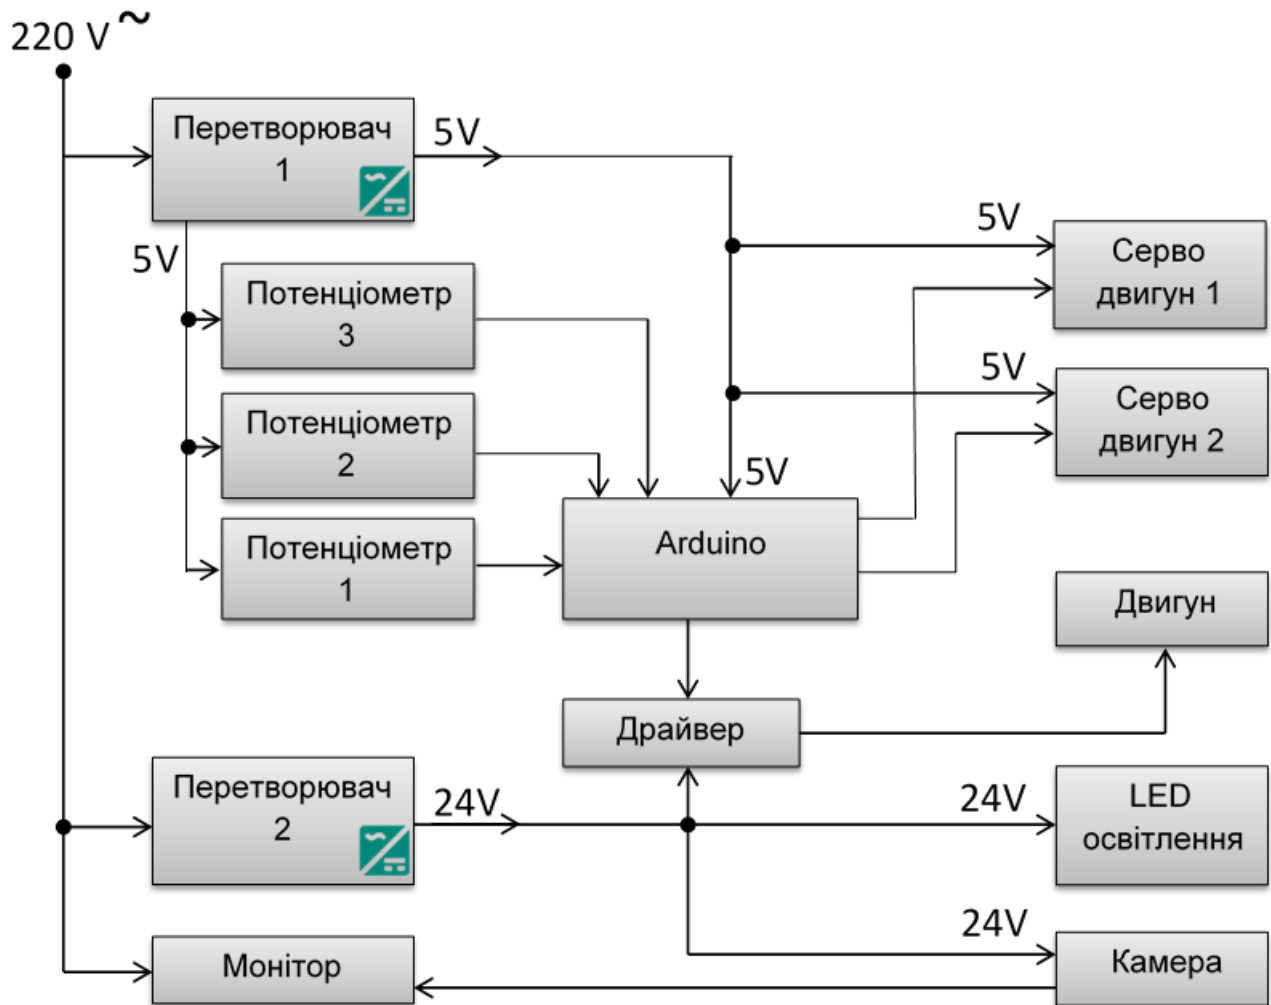 220 V ~
Перетворювач
1
5V
5V
5V
Серво
двигун 1
Потенціометр
3
5V
Серво
двигун 2
Потенціометр
2
5V
Arduino
Потенціометр
1
Двигун
Драйвер
Перетворювач
2
24V
24V
LED
освітлення
24V
Монітор
Камера